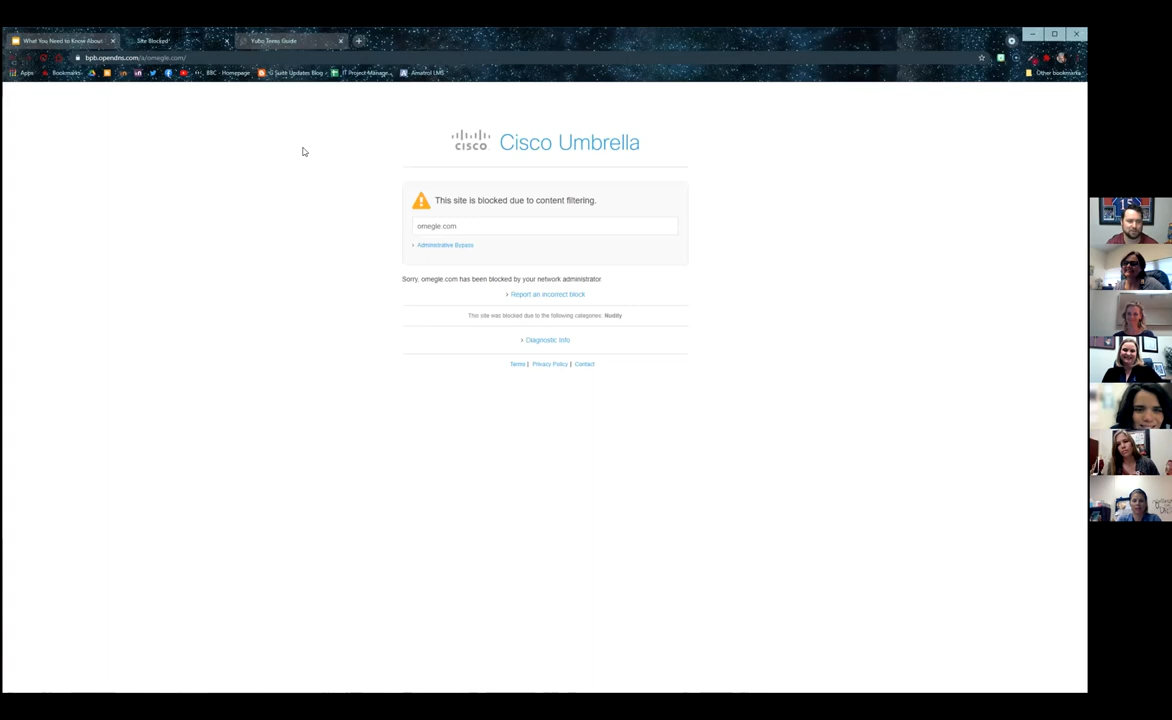 What You Need to Know About
Site Blocked
Yubo Teens Guide
bpb.opendns.com/a/omegle.com/
Apps
Bookmarks
BBC - Homepage
G Suite Updates Blog
IT Project Manage...
Amatrol LMS
Other bookmarks
CISCO
Cisco Umbrella
This site is blocked due to content filtering.
omegle.com
Administrative Bypass
Sorry, omegle.com has been blocked by your network administrator.
Report an incorrect block
This site was blocked due to the following categories: Nudity
Diagnostic Info
Terms | Privacy Policy | Contact
15